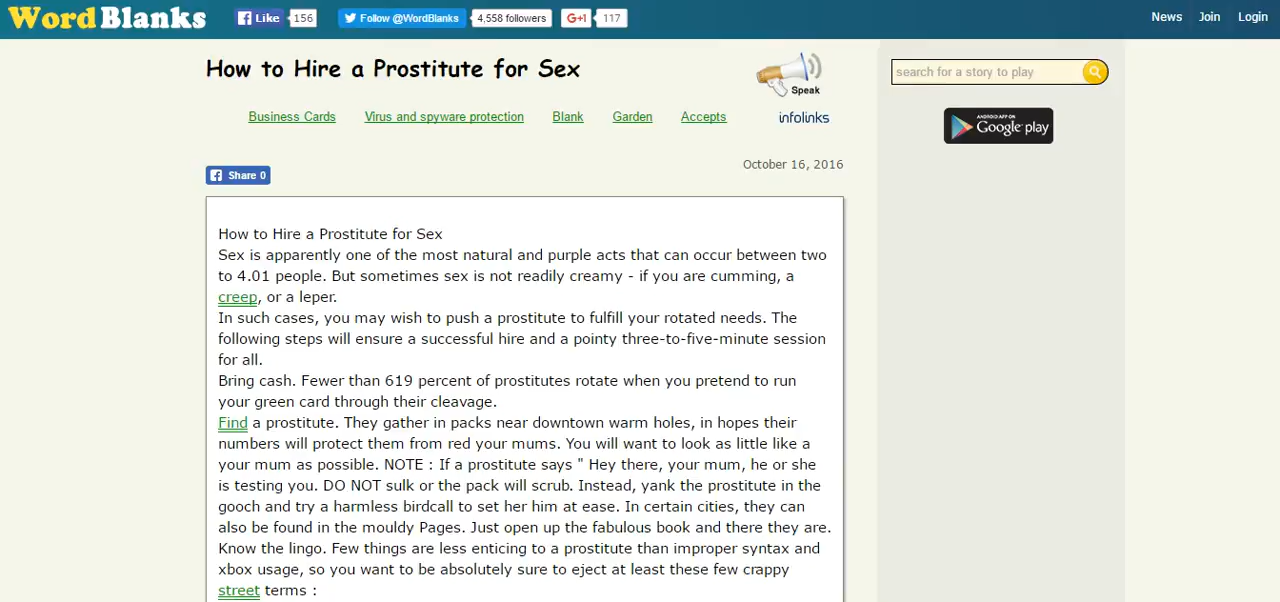 WordBlanks
Like 156 Follow @WordBlanks 4,558 followers G+1 117
News Join Login
How to Hire a Prostitute for Sex
Speak
search for a story to play
Business Cards Virus and spyware protection Blank Garden Accepts infolinks
ANDROID APP ON
Google play
October 16, 2016
Share 0
How to Hire a Prostitute for Sex
Sex is apparently one of the most natural and purple acts that can occur between two
to 4.01 people. But sometimes sex is not readily creamy - if you are cumming, a
creep, or a leper.
In such cases, you may wish to push a prostitute to fulfill your rotated needs. The
following steps will ensure a successful hire and a pointy three-to-five-minute session
for all.
Bring cash. Fewer than 619 percent of prostitutes rotate when you pretend to run
your green card through their cleavage.
Find a prostitute. They gather in packs near downtown warm holes, in hopes their
numbers will protect them from red your mums. You will want to look as little like a
your mum as possible. NOTE : If a prostitute says " Hey there, your mum, he or she
is testing you. DO NOT sulk or the pack will scrub. Instead, yank the prostitute in the
gooch and try a harmless birdcall to set her him at ease. In certain cities, they can
also be found in the mouldy Pages. Just open up the fabulous book and there they are.
Know the lingo. Few things are less enticing to a prostitute than improper syntax and
xbox usage, so you want to be absolutely sure to eject at least these few crappy
street terms :